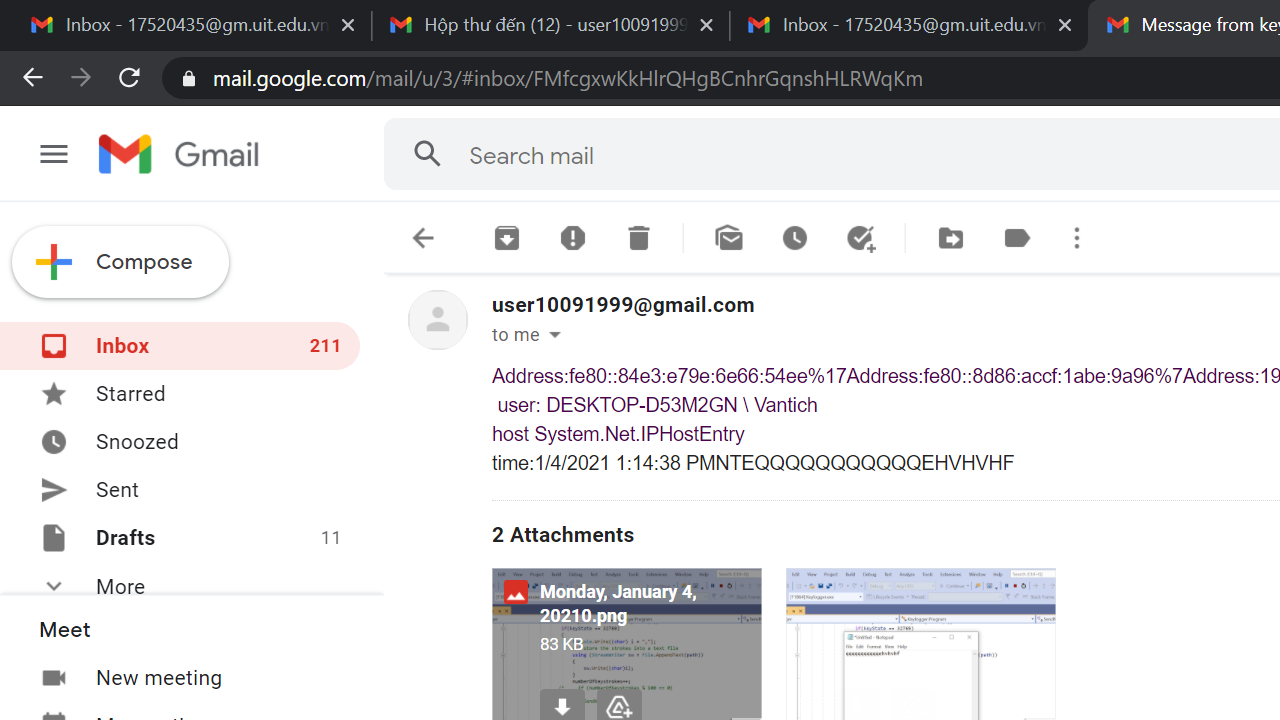 Inbox - 17520435@gm.uit.edu.vn
Hộp thư đến (12) - user10091999
Inbox - 17520435@gm.uit.edu.vn
Message from key
mail.google.com/mail/u/3/#inbox/FMfcgxwKkHlrQHgBCnhrGqnshHLRWqKm
Gmail
Search mail
Compose
Inbox 211
Starred
Snoozed
Sent
Drafts 11
More
Meet
New meeting
user10091999@gmail.com
to me
Address:fe80::84e3:e79e:6e66:54ee%17Address:fe80::8d86:accf:1abe:9a96%7Address:19
user: DESKTOP-D53M2GN \ Vantich
host System.Net.IPHostEntry
time:1/4/2021 1:14:38 PMNTEQQQQQQQQQQQEHVHVHF
2 Attachments
Monday, January 4,
20210.png
83 KB